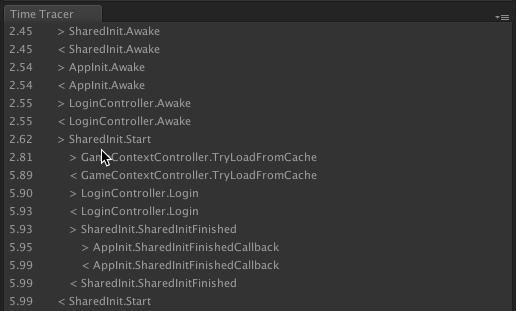 Time Tracer
2.45 > SharedInit.Awake
2.45 < SharedInit.Awake
2.54 > AppInit.Awake
2.54 < AppInit.Awake
2.55 > LoginController.Awake
2.55 < LoginController.Awake
2.62 > SharedInit.Start
2.81 > GameContextController.TryLoadFromCache
5.89 < GameContextController.TryLoadFromCache
5.90 > LoginController.Login
5.93 < LoginController.Login
5.93 > SharedInit.SharedInitFinished
5.95 > AppInit.SharedInitFinishedCallback
5.99 < AppInit.SharedInitFinishedCallback
5.99 < SharedInit.SharedInitFinished
5.99 < SharedInit.Start